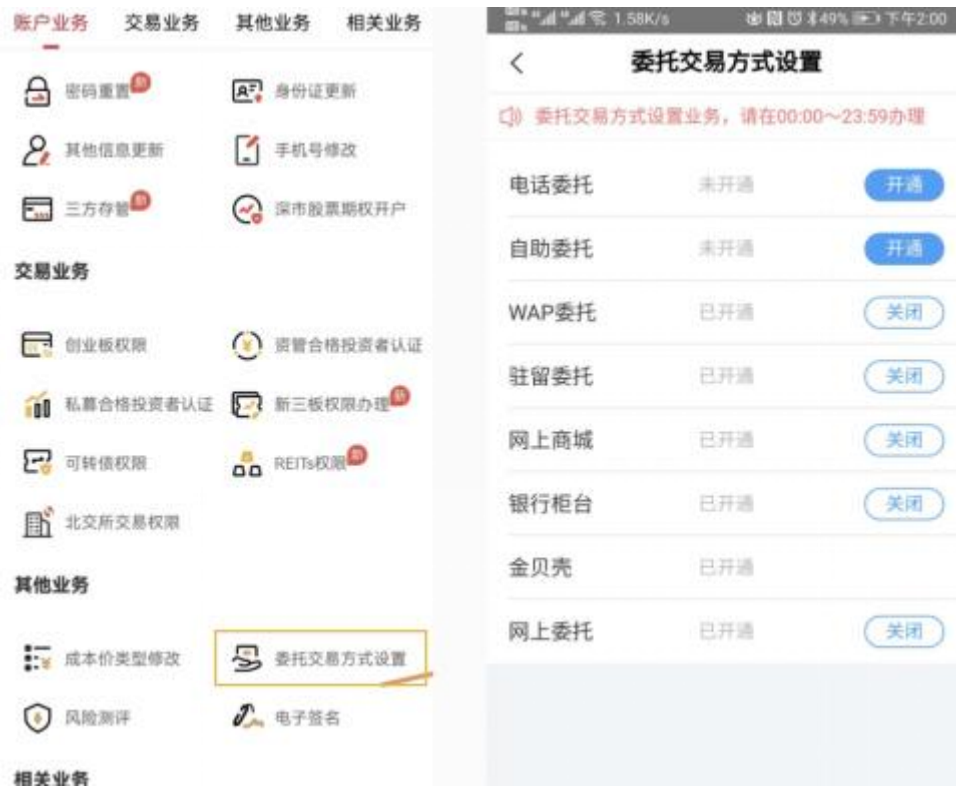 账户业务 交易业务 其他业务 相关业务
密码重置 新 身份证更新
其他信息更新 手机号修改
三方存管 新 深市股票期权开户
交易业务
创业板权限 资管合格投资者认证
私募合格投资者认证 新三板权限办理 新
可转债权限 REITs权限 新
北交所交易权限
其他业务
成本价类型修改 委托交易方式设置
风险测评 电子签名
相关业务
1.58K/s 49% 下午2:00
委托交易方式设置
委托交易方式设置业务，请在00:00～23:59办理
电话委托 未开通 开通
自助委托 未开通 开通
WAP委托 已开通 关闭
驻留委托 已开通 关闭
网上商城 已开通 关闭
银行柜台 已开通 关闭
金贝壳 已开通
网上委托 已开通 关闭